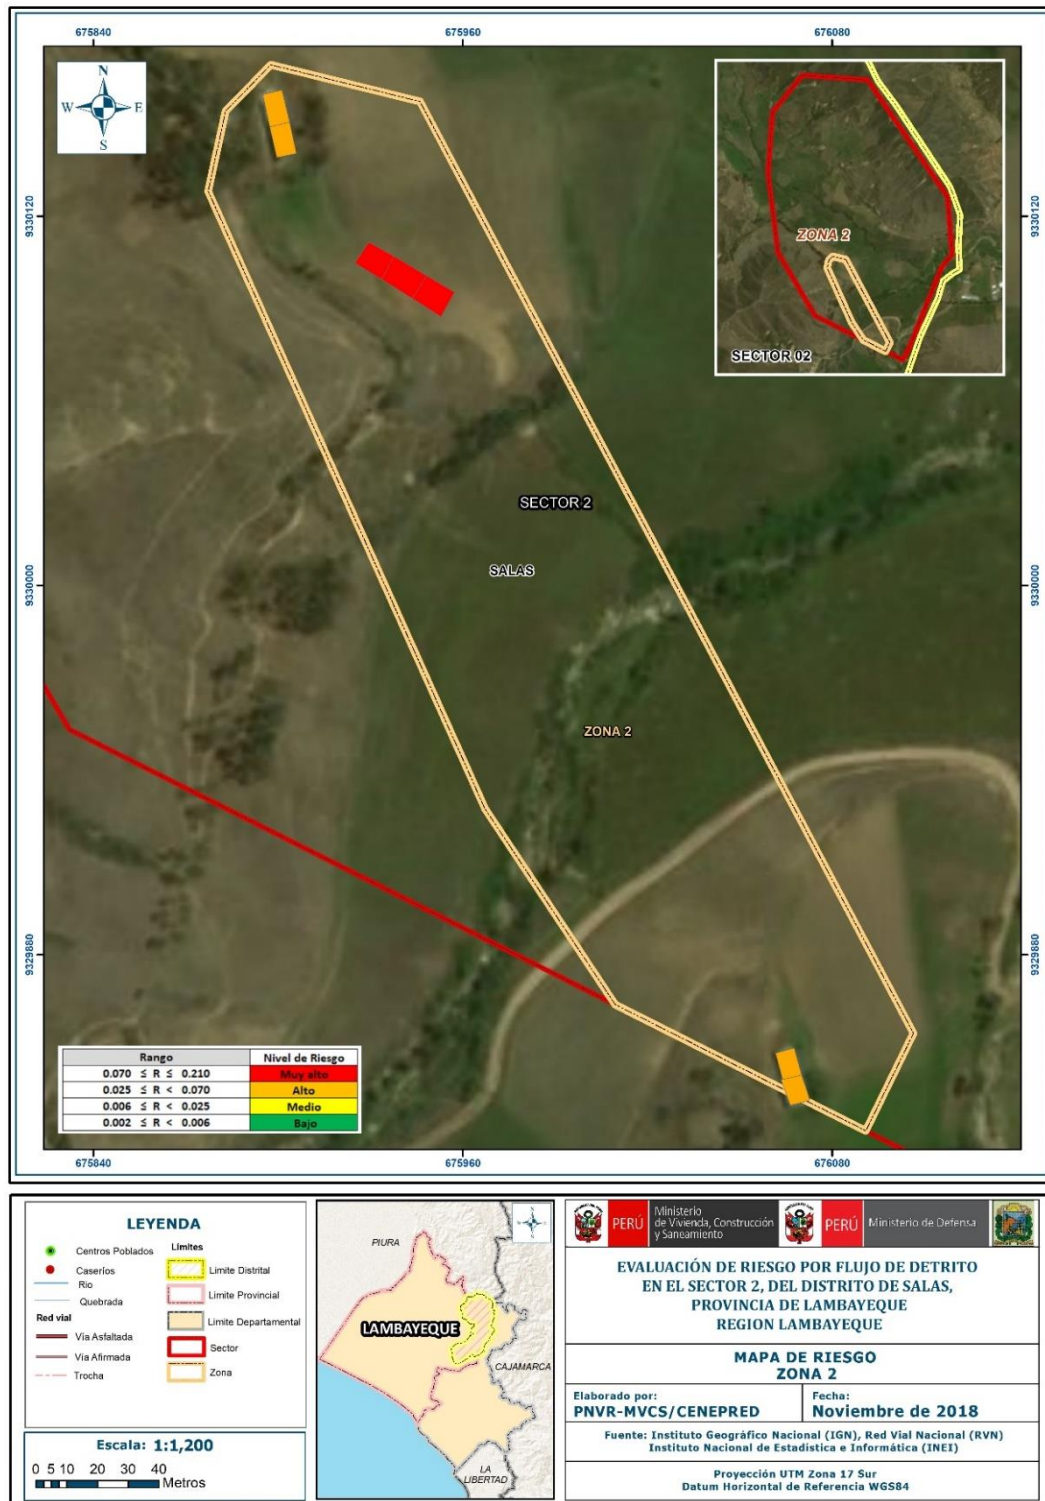 675840
675960
676080
N
W
E
S
9330120
9330120
ZONA 2
SECTOR 02
SECTOR 2
SALAS
9330000
9330000
ZONA 2
9329880
9329880
Rango Nivel de Riesgo
0.070 ≤ R ≤ 0.210 Muy alto
0.025 ≤ R < 0.070 Alto
0.006 ≤ R < 0.025 Medio
0.002 ≤ R < 0.006 Bajo
675840
675960
676080
LEYENDA
Centros Poblados
Caseríos
Rio
Quebrada
Red vial
Vía Asfaltada
Vía Afirmada
Trocha
Límites
Limite Distrital
Limite Provincial
Limite Departamental
Sector
Zona
Escala: 1:1,200
0 5 10 20 30 40
Metros
PIURA
LAMBAYEQUE
CAJAMARCA
LA
LIBERTAD
PERÚ
Ministerio
de Vivienda, Construcción
y Saneamiento
PERÚ
Ministerio de Defensa
EVALUACIÓN DE RIESGO POR FLUJO DE DETRITO
EN EL SECTOR 2, DEL DISTRITO DE SALAS,
PROVINCIA DE LAMBAYEQUE
REGION LAMBAYEQUE
MAPA DE RIESGO
ZONA 2
Elaborado por:
PNVR-MVCS/CENEPRED
Fecha:
Noviembre de 2018
Fuente: Instituto Geográfico Nacional (IGN), Red Vial Nacional (RVN)
Instituto Nacional de Estadística e Informática (INEI)
Proyección UTM Zona 17 Sur
Datum Horizontal de Referencia WGS84